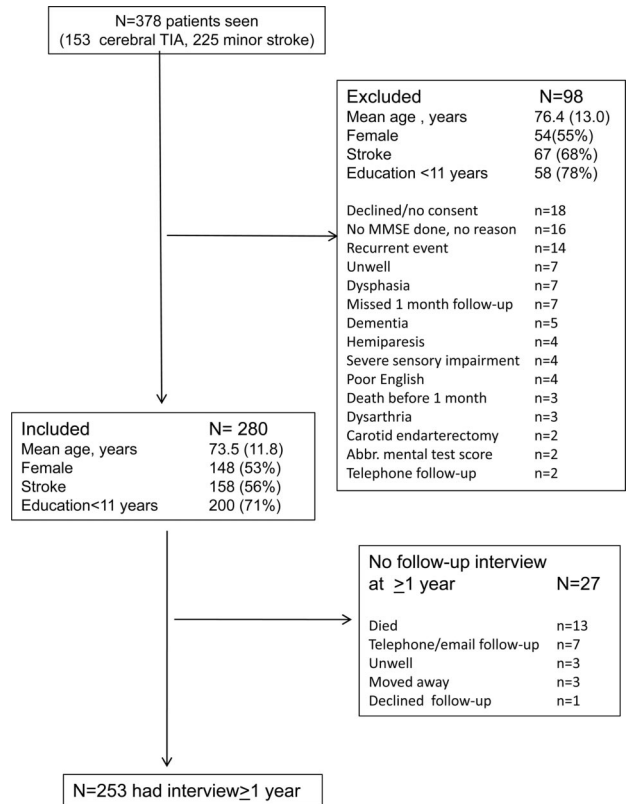 N=378 patients seen
(153 cerebral TIA, 225 minor stroke)
Excluded N=98
Mean age , years 76.4 (13.0)
Female 54(55%)
Stroke 67 (68%)
Education <11 years 58 (78%)
Declined/no consent n=18
No MMSE done, no reason n=16
Recurrent event n=14
Unwell n=7
Dysphasia n=7
Missed 1 month follow-up n=7
Dementia n=5
Hemiparesis n=4
Severe sensory impairment n=4
Poor English n=4
Death before 1 month n=3
Dysarthria n=3
Carotid endarterectomy n=2
Abbr. mental test score n=2
Telephone follow-up n=2
Included N= 280
Mean age, years 73.5 (11.8)
Female 148 (53%)
Stroke 158 (56%)
Education<11 years 200 (71%)
No follow-up interview
at ≥1 year N=27
Died n=13
Telephone/email follow-up n=7
Unwell n=3
Moved away n=3
Declined follow-up n=1
N=253 had interview≥1 year